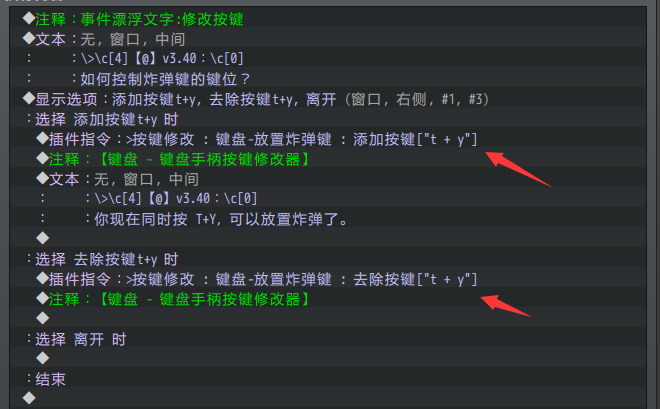 ◆注释：事件漂浮文字:修改按键
◆文本：无, 窗口, 中间
：　　：\>\c[4]【@】v3.40：\c[0]
：　　：如何控制炸弹键的键位？
◆显示选项：添加按键t+y, 去除按键t+y, 离开（窗口, 右侧, #1, #3）
：选择 添加按键t+y 时
◆插件指令：>按键修改 : 键盘-放置炸弹键 : 添加按键["t + y"]
◆注释：【键盘 - 键盘手柄按键修改器】
◆文本：无, 窗口, 中间
：　　：\>\c[4]【@】v3.40：\c[0]
：　　：你现在同时按 T+Y, 可以放置炸弹了。
◆
：选择 去除按键t+y 时
◆插件指令：>按键修改 : 键盘-放置炸弹键 : 去除按键["t + y"]
◆注释：【键盘 - 键盘手柄按键修改器】
◆
：选择 离开 时
◆
：结束
◆